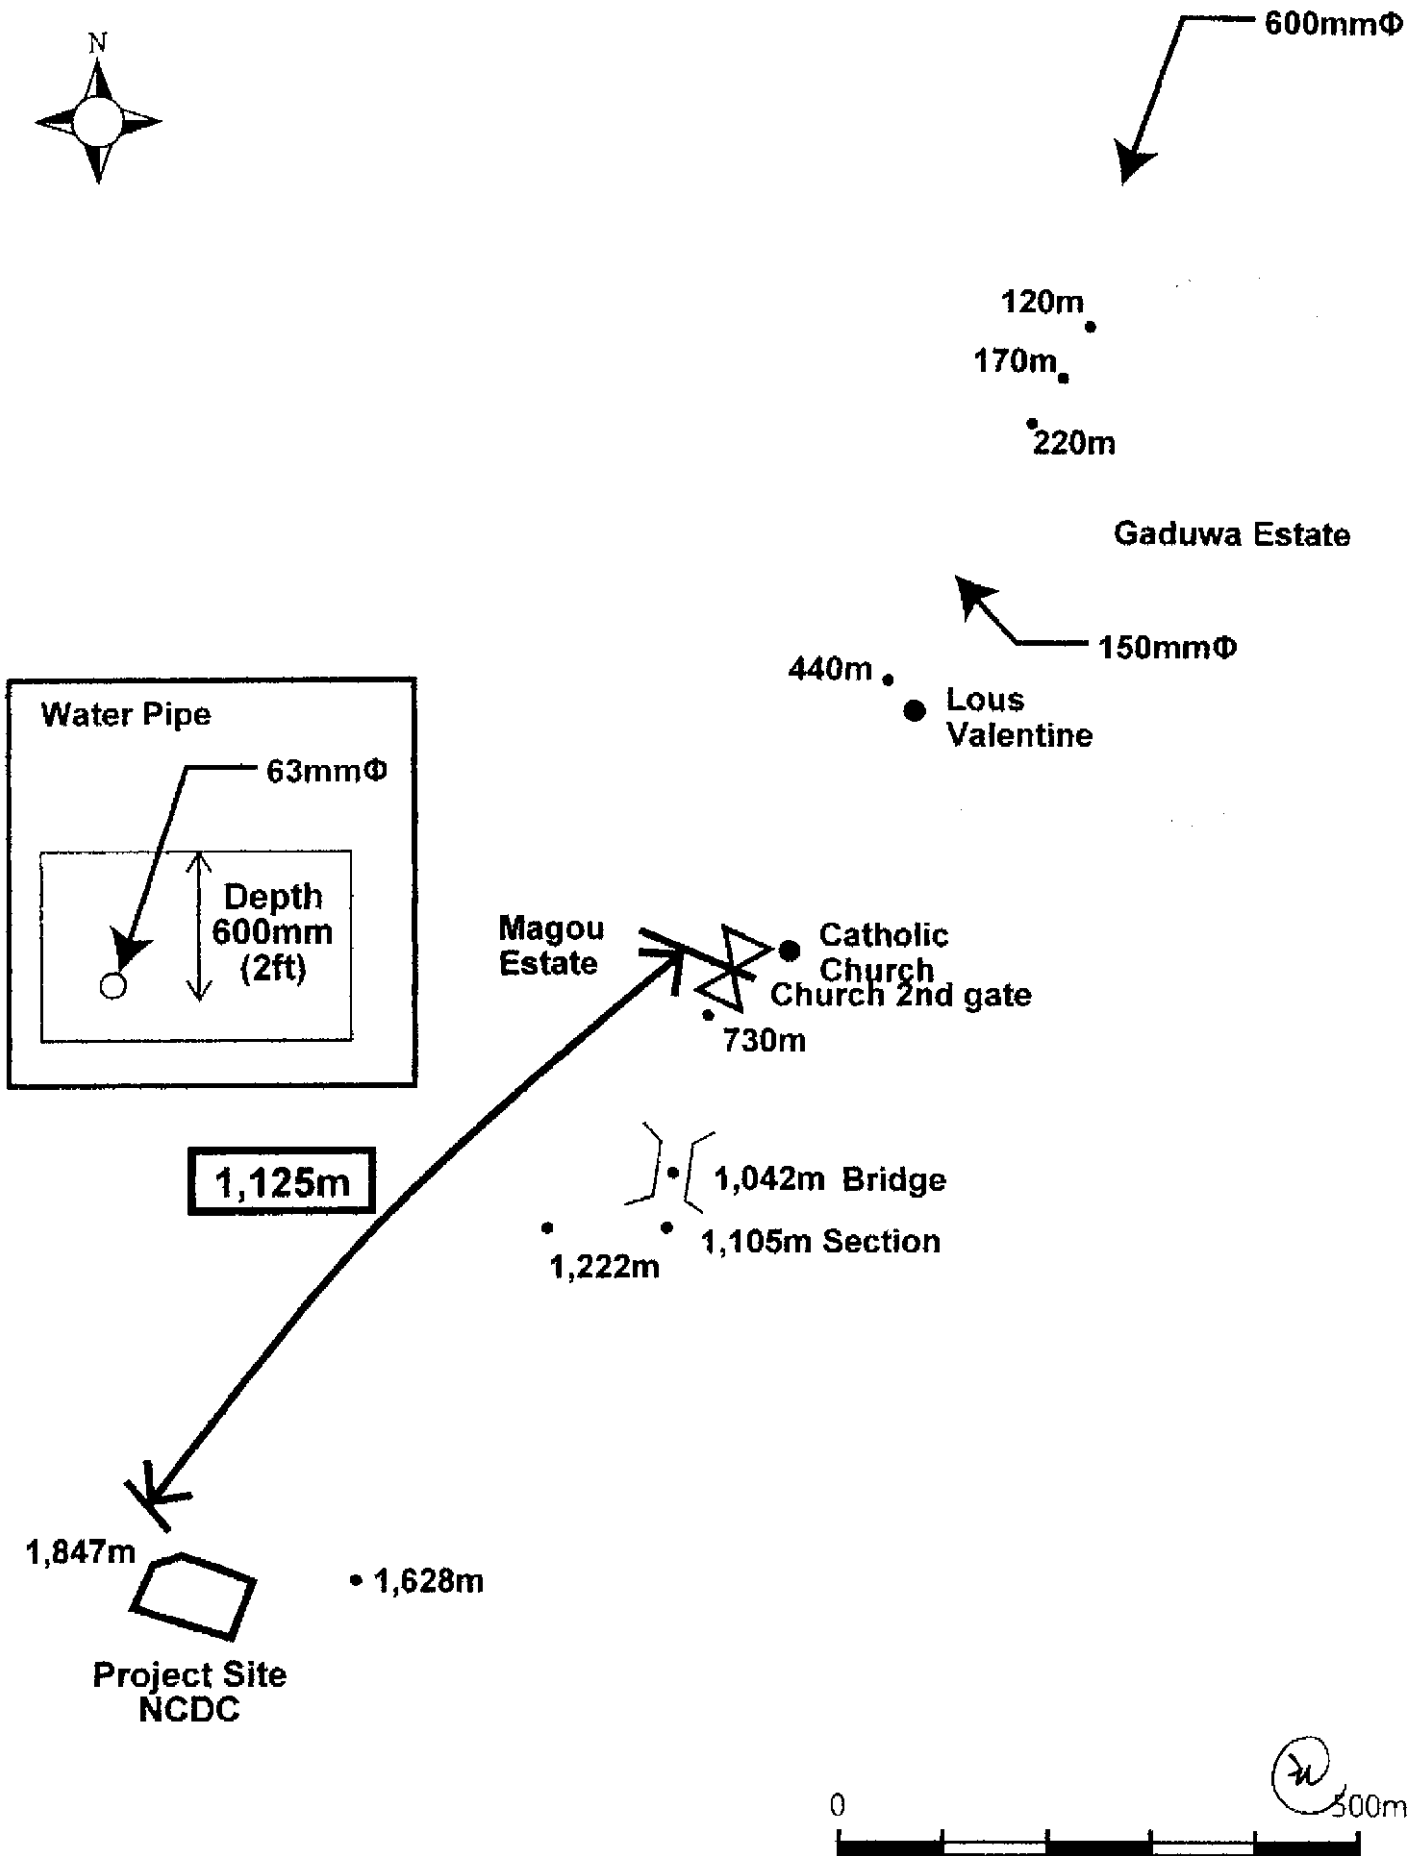 N
600mmΦ
120m
170m
220m
Gaduwa Estate
150mmΦ
440m
Lous
Valentine
Water Pipe
63mmΦ
Depth
600mm
(2ft)
Magou
Estate
Catholic
Church
Church 2nd gate
730m
1,125m
1,042m Bridge
1,105m Section
1,222m
1,847m
1,628m
Project Site
NCDC
0
500m